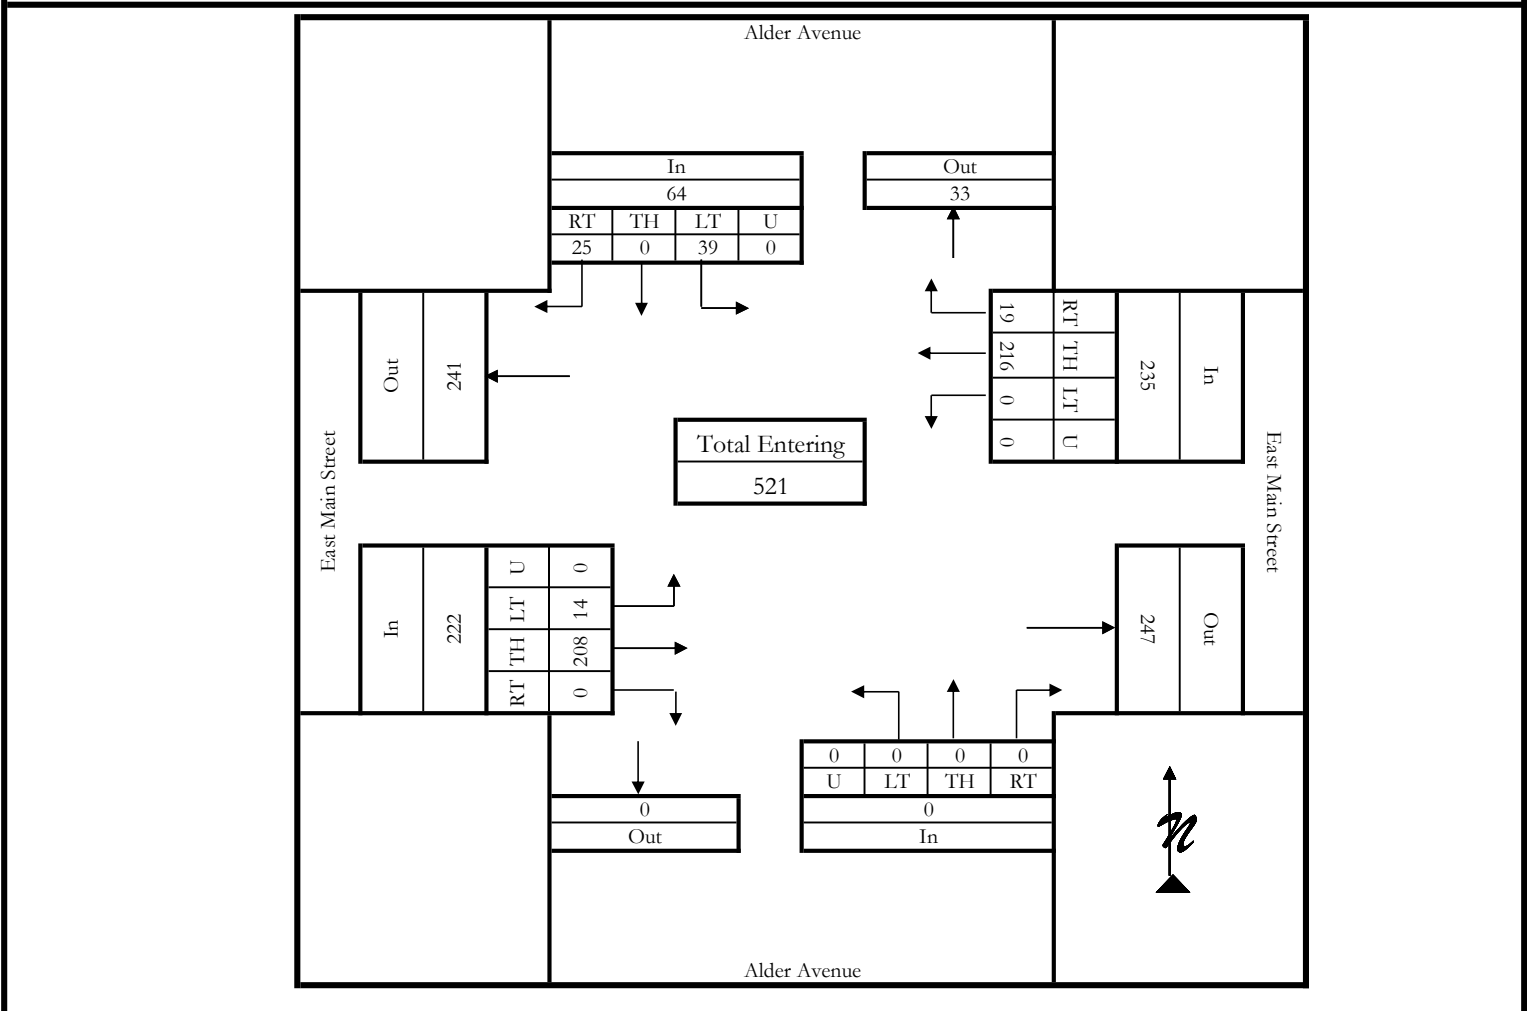 Alder Avenue
In
64
RT TH LT U
25 0 39 0
Out
33
Out
241
East Main Street
19 RT
216 TH
0 LT
0 U
235
In
East Main Street
Total Entering
521
In
222
U 0
LT 14
TH 208
RT 0
247
Out
0
Out
0 0 0 0
U LT TH RT
0
In
n
Alder Avenue